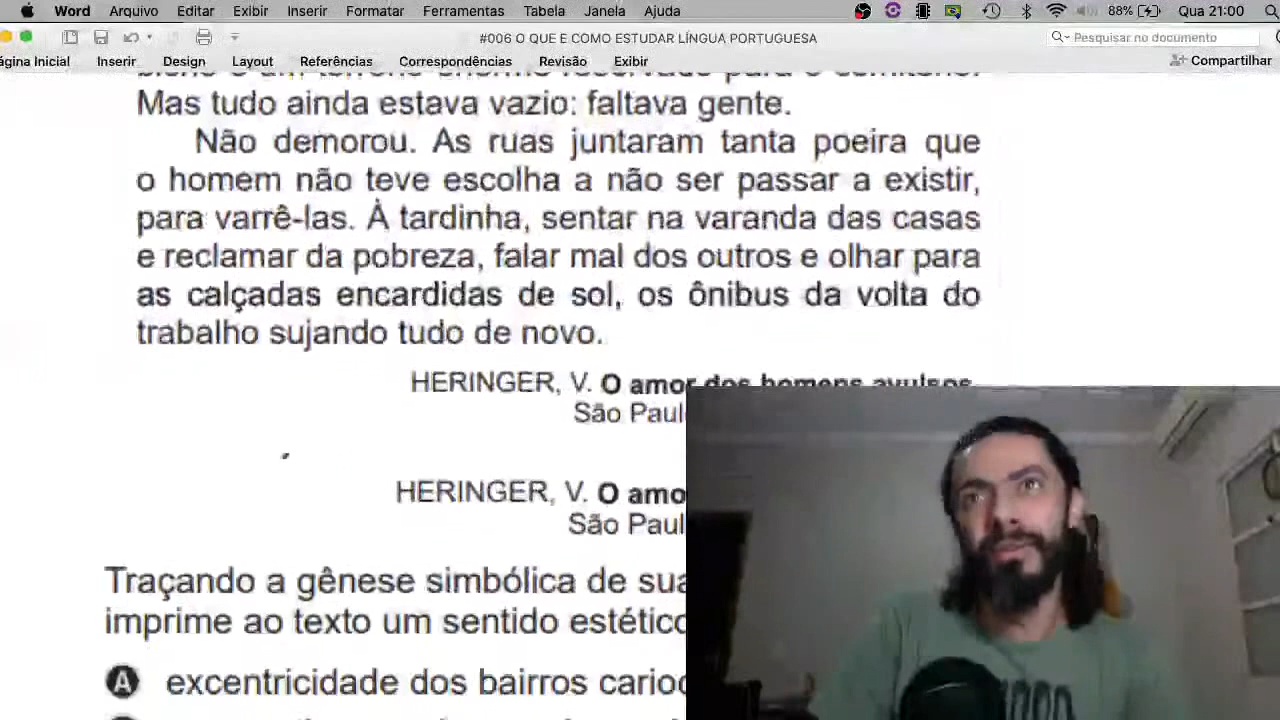 Word Arquivo Editar Exibir Inserir Formatar Ferramentas Tabela Janela Ajuda 88% Qua 21:00
#006 O QUE E COMO ESTUDAR LÍNGUA PORTUGUESA
Pesquisar no documento
ágina Inicial Inserir Design Layout Referências Correspondências Revisão Exibir Compartilhar
Mas tudo ainda estava vazio: faltava gente.
Não demorou. As ruas juntaram tanta poeira que
o homem não teve escolha a não ser passar a existir,
para varrê-las. À tardinha, sentar na varanda das casas
e reclamar da pobreza, falar mal dos outros e olhar para
as calçadas encardidas de sol, os ônibus da volta do
trabalho sujando tudo de novo.
HERINGER, V. O amor dos homens avulsos.
São Paul
HERINGER, V. O amo
São Paul
Traçando a gênese simbólica de sua
imprime ao texto um sentido estético
A excentricidade dos bairros carioc